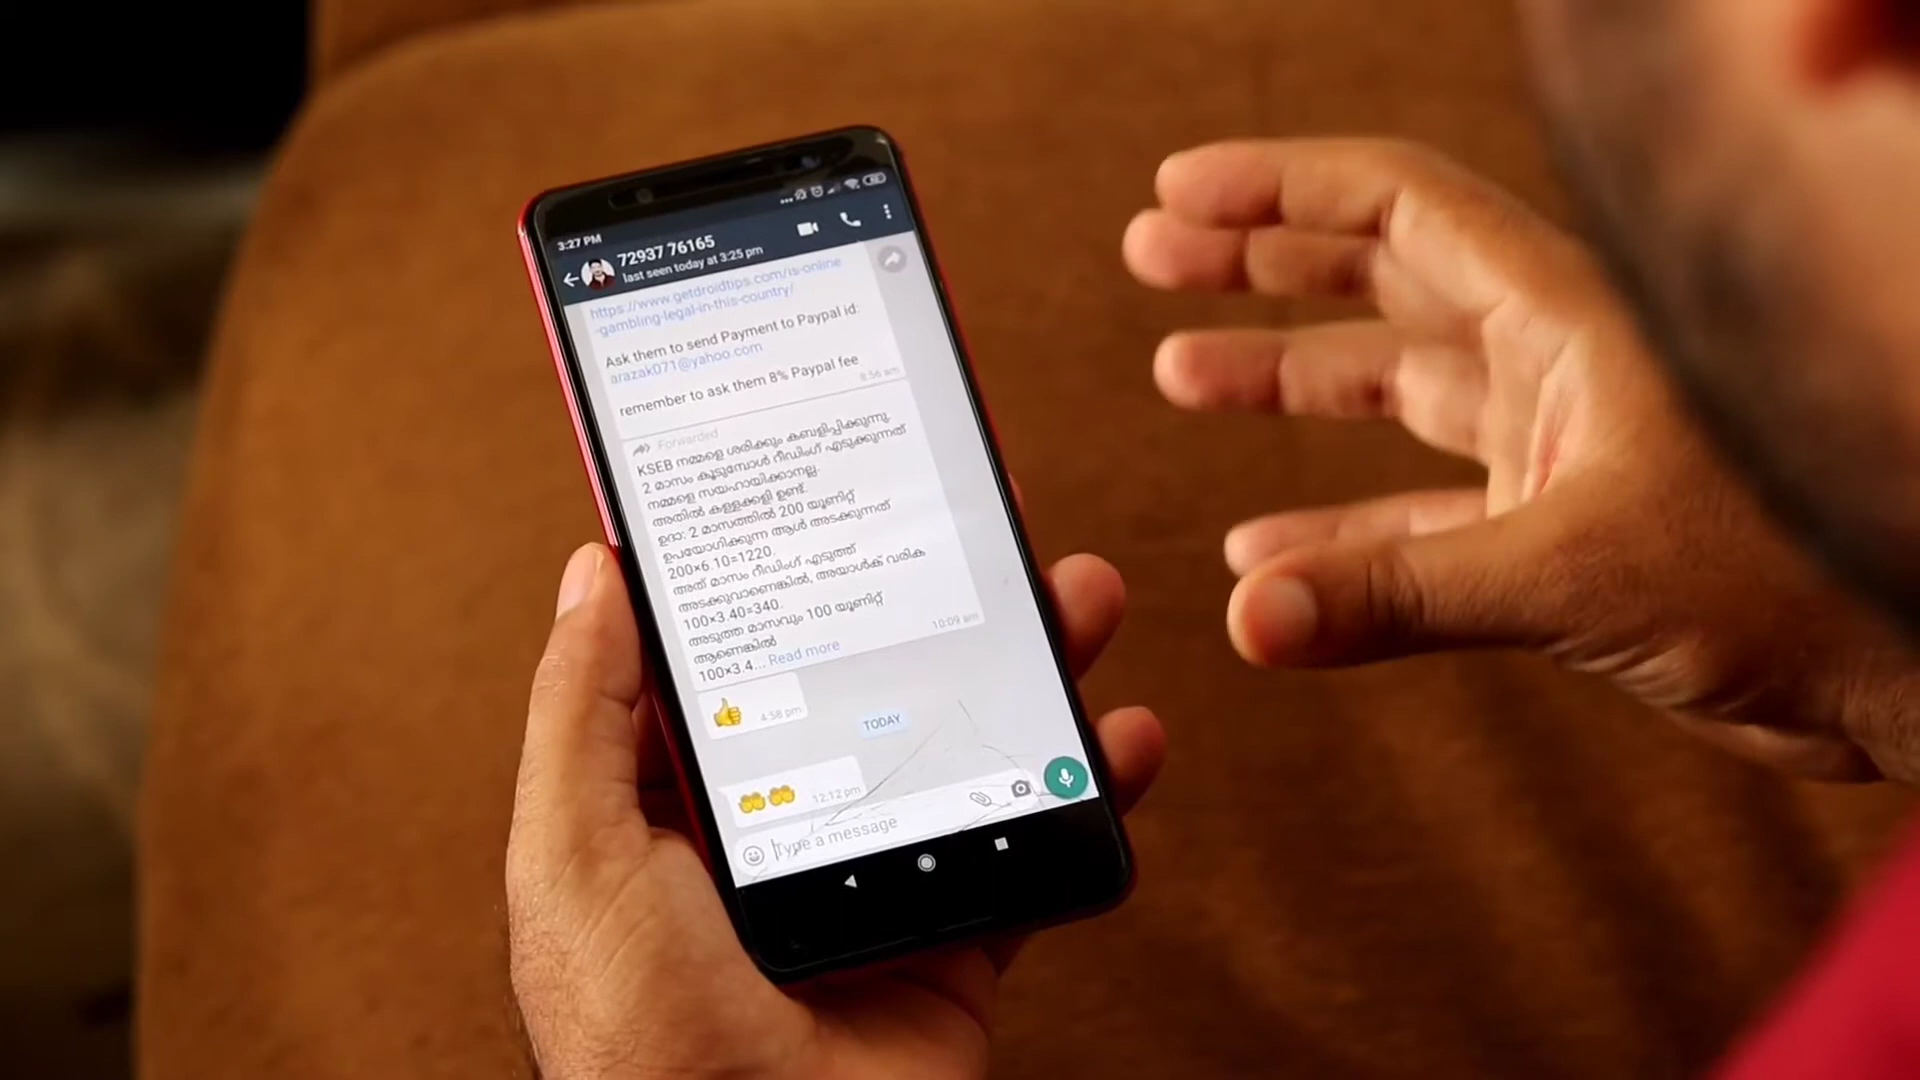 3:27 PM
72937 76165
last seen today at 3:25 pm
https://www.getdroidtips.com/is-online
-gambling-legal-in-this-country/
Ask them to send Payment to Paypal id:
arazak071@yahoo.com
remember to ask them 8% Paypal fee
8:56 am
Forwarded
KSEB നമ്മളെ ശരിക്കും കബളിപ്പിക്കുന്നു.
2 മാസം കൂടുമ്പോൾ റീഡിംഗ് എടുക്കുന്നത്
നമ്മളെ സയഹായിക്കാനല്ല.
അതിൽ കള്ളക്കളി ഉണ്ട്.
ഉദാ: 2 മാസത്തിൽ 200 യൂണിറ്റ്
ഉപയോഗിക്കുന്ന ആൾ അടക്കുന്നത്
200×6.10=1220.
അത് മാസം റീഡിംഗ് എടുത്ത്
അടക്കുവാണെങ്കിൽ, അയാൾക് വരിക
100×3.40=340.
അടുത്ത മാസവും 100 യൂണിറ്റ്
ആണെങ്കിൽ
100×3.4... Read more
10:09 am
4:58 pm
TODAY
12:12 pm
Type a message